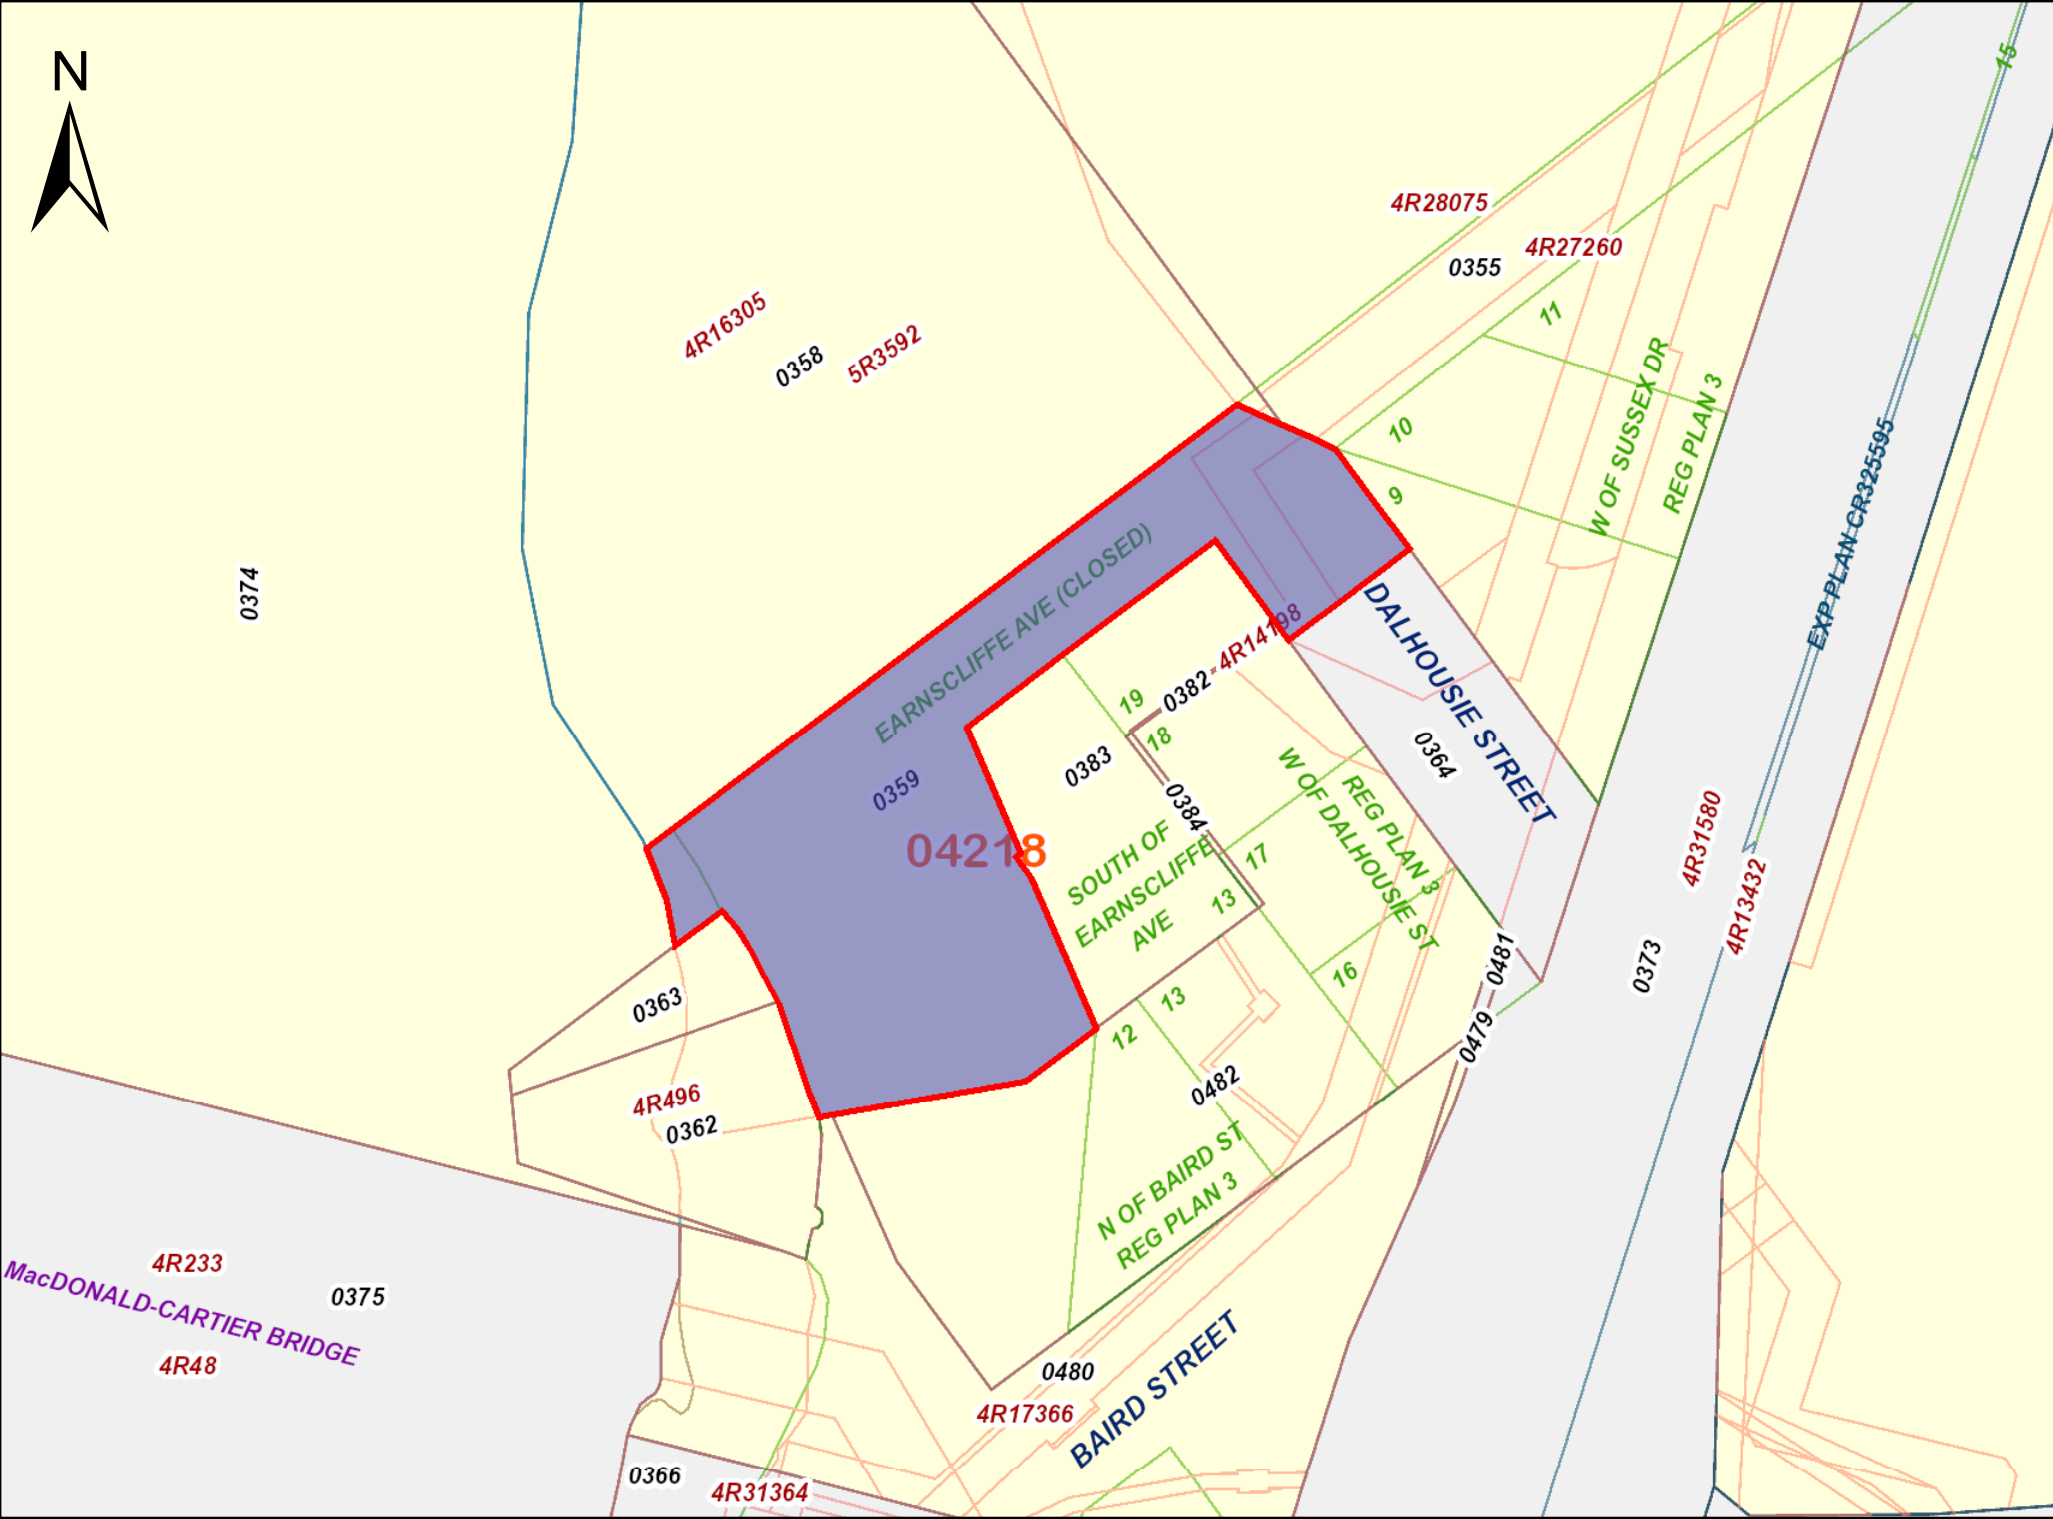 N
15
4R28075
4R27260
0355
4R16305
0358
5R3592
11
10
9
W OF SUSSEX DR
REG PLAN 3
EXP PLAN CR325595
0374
EARNSCLIFFE AVE (CLOSED)
DALHOUSIE STREET
4R14198
0382
19
18
0383
0384
0364
0359
04218
REG PLAN 3
W OF DALHOUSIE ST
SOUTH OF
EARNSCLIFFE
AVE
17
13
16
4R31580
4R13432
0373
0481
0479
0363
13
12
0482
4R496
0362
N OF BAIRD ST
REG PLAN 3
4R233
MacDONALD-CARTIER BRIDGE
0375
4R48
0480
4R17366
BAIRD STREET
0366
4R31364